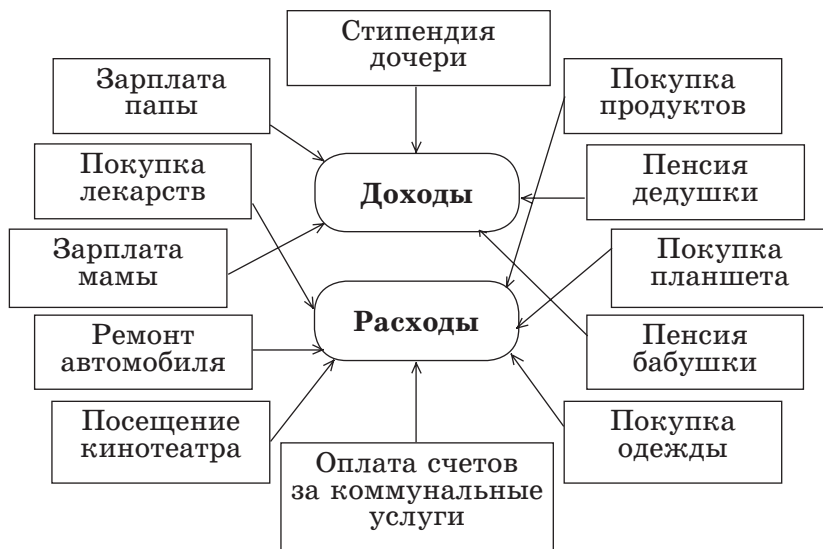 Стипендия
дочери
Зарплата
папы
Покупка
продуктов
Покупка
лекарств
Доходы
Пенсия
дедушки
Зарплата
мамы
Покупка
планшета
Расходы
Ремонт
автомобиля
Пенсия
бабушки
Посещение
кинотеатра
Оплата счетов
за коммунальные
услуги
Покупка
одежды